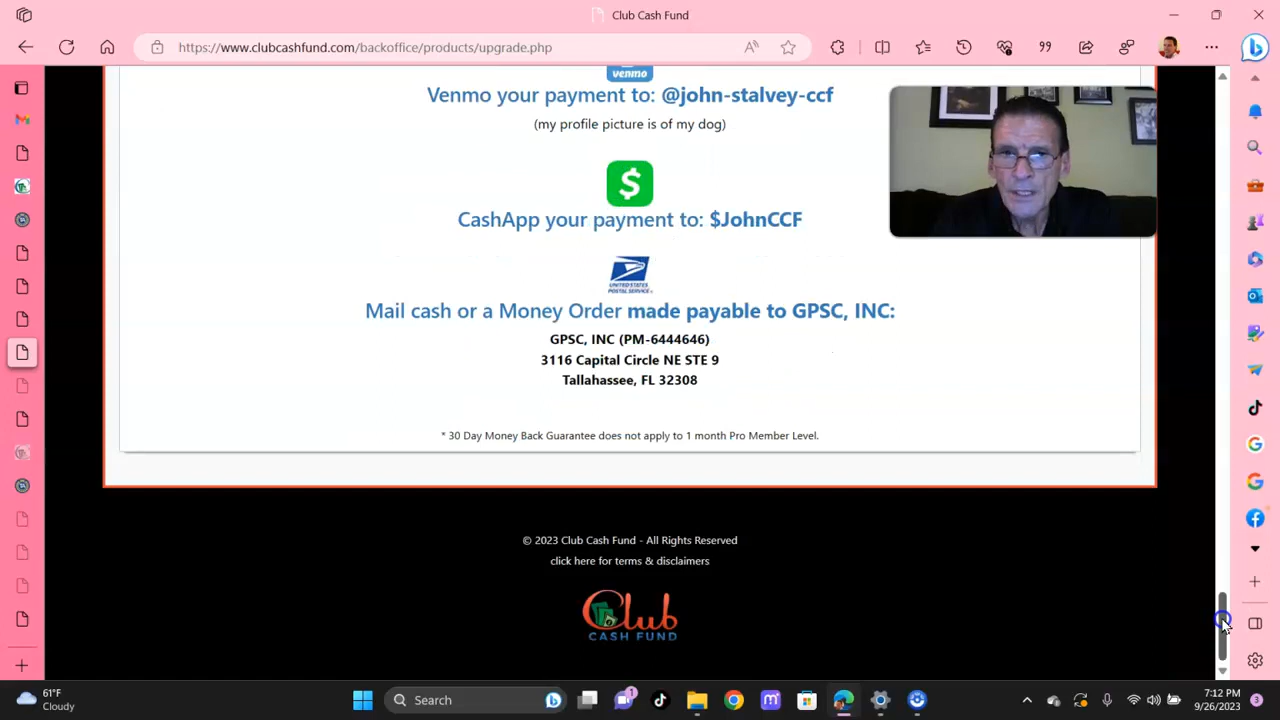 Club Cash Fund
https://www.clubcashfund.com/backoffice/products/upgrade.php
venmo
Venmo your payment to: @john-stalvey-ccf
(my profile picture is of my dog)
CashApp your payment to: $JohnCCF
UNITED STATES
POSTAL SERVICE
Mail cash or a Money Order made payable to GPSC, INC:
GPSC, INC (PM-6444646)
3116 Capital Circle NE STE 9
Tallahassee, FL 32308
* 30 Day Money Back Guarantee does not apply to 1 month Pro Member Level.
© 2023 Club Cash Fund - All Rights Reserved
click here for terms & disclaimers
Club
CASH FUND
61°F
Cloudy
Search
1
7:12 PM
9/26/2023
3